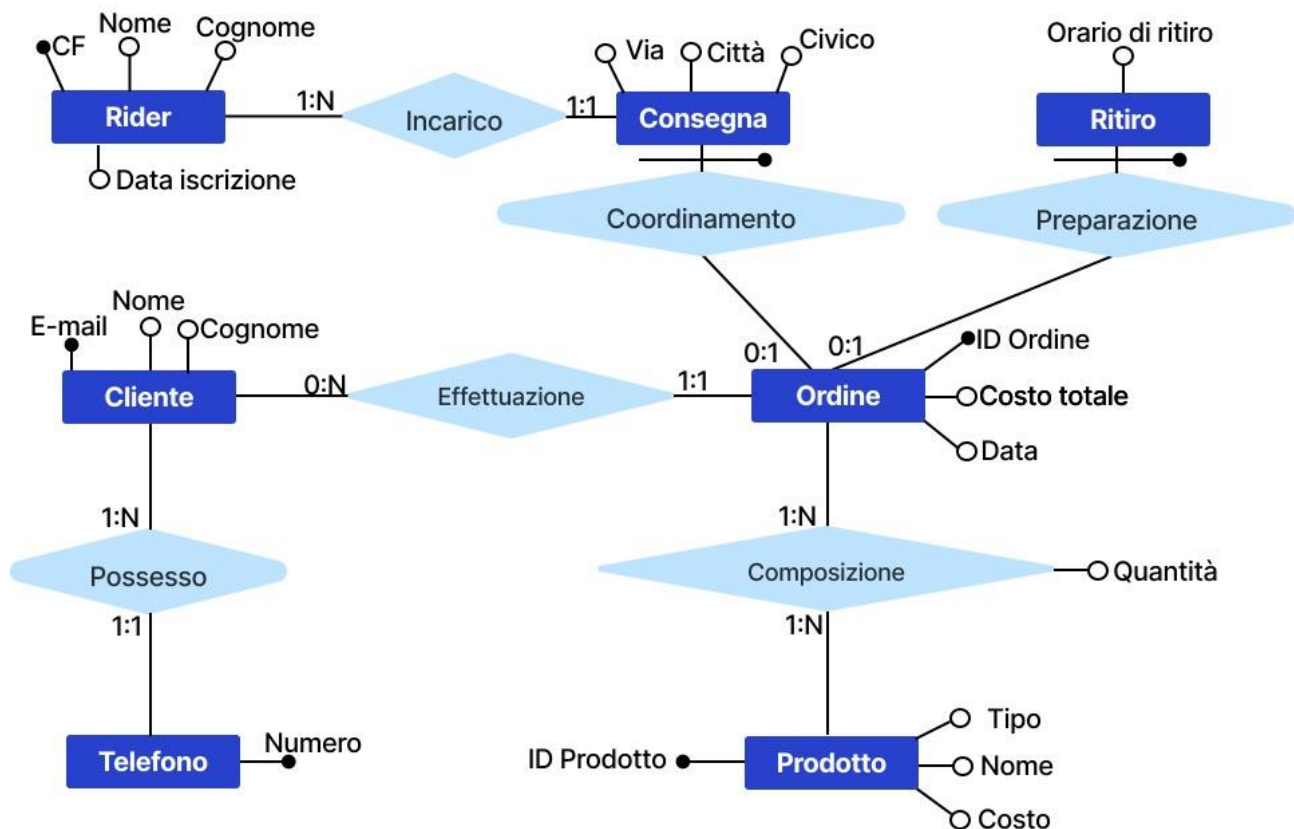 CF
Nome
Cognome
Rider
Data iscrizione
1:N
Incarico
1:1
Via
Città
Civico
Consegna
Orario di ritiro
Ritiro
Coordinamento
Preparazione
E-mail
Nome
Cognome
Cliente
0:N
Effettuazione
1:1
0:1
0:1
Ordine
ID Ordine
Costo totale
Data
1:N
Possesso
1:1
1:N
Composizione
Quantità
1:N
Telefono
Numero
ID Prodotto
Prodotto
Tipo
Nome
Costo